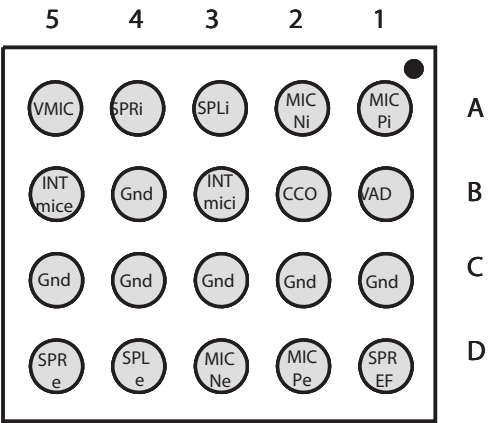 5 4 3 2 1
VMIC SPRi SPLi MIC Ni MIC Pi A
INT mice Gnd INT mici CCO VAD B
Gnd Gnd Gnd Gnd Gnd C
SPR e SPL e MIC Ne MIC Pe SPR EF D